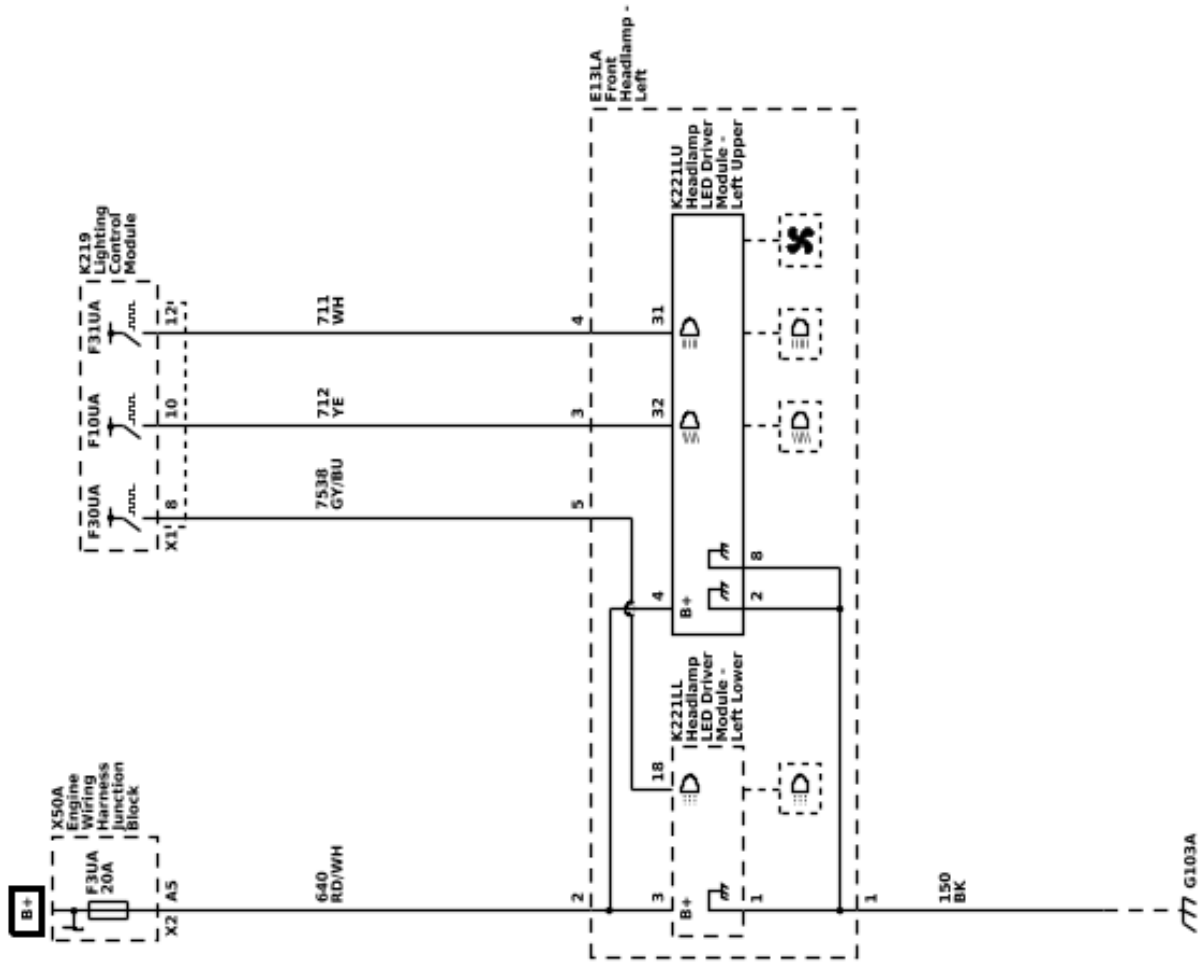 B+
X50A
Engine
Wiring
Harness
Junction
Block
F3UA
20A
X2 A5
K219
Lighting
Control
Module
F30UA F10UA F31UA
X1 8 10 12
640
RD/WH
7538
GY/BU
712
YE
711
WH
E13LA
Front
Headlamp -
Left
2 5 3 4
K221LL
Headlamp
LED Driver
Module -
Left Lower
K221LU
Headlamp
LED Driver
Module -
Left Upper
3 18 4 32 31
B+ B+
1 2 8
1
150
BK
G103A